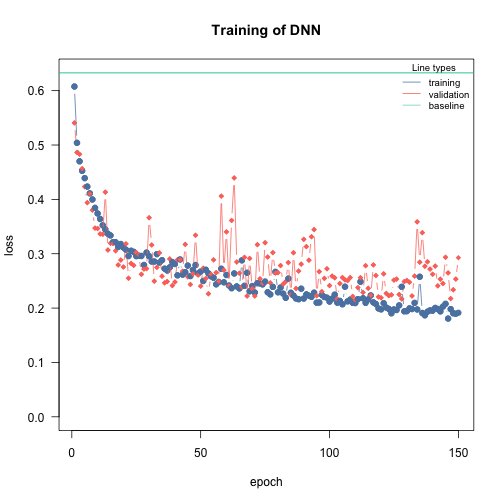 Training of DNN
Line types
training
validation
baseline
loss
0.6
0.5
0.4
0.3
0.2
0.1
0.0
0 50 100 150
epoch